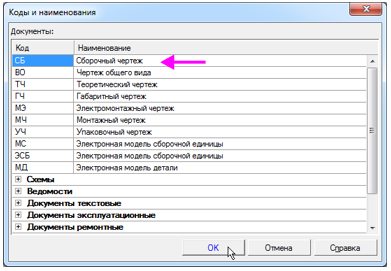 Коды и наименования
Документы:
Код Наименование
СБ Сборочный чертеж
ВО Чертеж общего вида
ТЧ Теоретический чертеж
ГЧ Габаритный чертеж
МЭ Электромонтажный чертеж
МЧ Монтажный чертеж
УЧ Упаковочный чертеж
МС Электронная модель сборочной единицы
ЭСБ Электронная модель сборочной единицы
МД Электронная модель детали
Схемы
Ведомости
Документы текстовые
Документы эксплуатационные
Документы ремонтные
ОК Отмена Справка